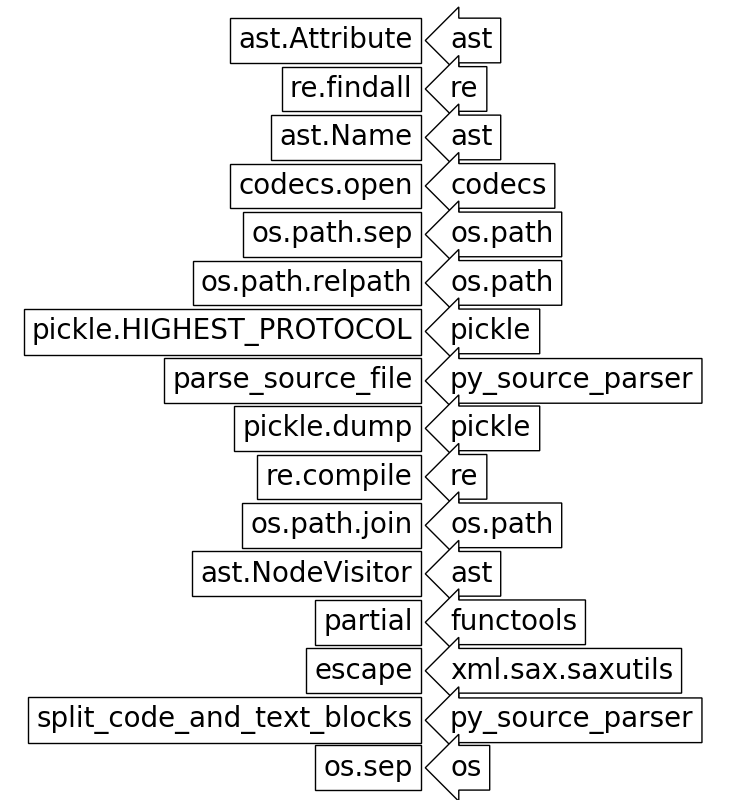 ast.Attribute ast
re.findall re
ast.Name ast
codecs.open codecs
os.path.sep os.path
os.path.relpath os.path
pickle.HIGHEST_PROTOCOL pickle
parse_source_file py_source_parser
pickle.dump pickle
re.compile re
os.path.join os.path
ast.NodeVisitor ast
partial functools
escape xml.sax.saxutils
split_code_and_text_blocks py_source_parser
os.sep os